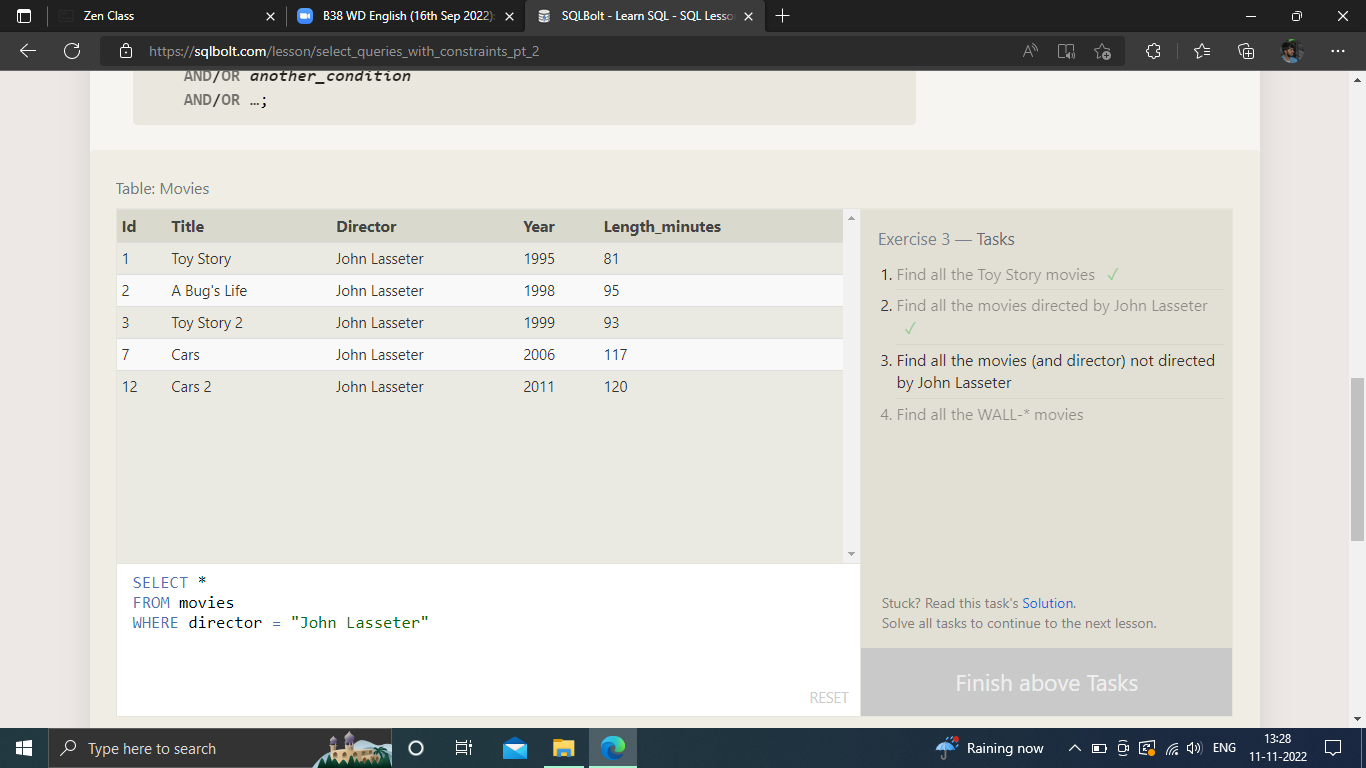 Zen Class
B38 WD English (16th Sep 2022):
SQLBolt - Learn SQL - SQL Lesso
https://sqlbolt.com/lesson/select_queries_with_constraints_pt_2
AND/OR another_condition
AND/OR …;
Table: Movies
Id Title Director Year Length_minutes
1 Toy Story John Lasseter 1995 81
2 A Bug's Life John Lasseter 1998 95
3 Toy Story 2 John Lasseter 1999 93
7 Cars John Lasseter 2006 117
12 Cars 2 John Lasseter 2011 120
Exercise 3 — Tasks
1. Find all the Toy Story movies ✓
2. Find all the movies directed by John Lasseter
✓
3. Find all the movies (and director) not directed
by John Lasseter
4. Find all the WALL-* movies
SELECT *
FROM movies
WHERE director = "John Lasseter"
RESET
Stuck? Read this task's Solution.
Solve all tasks to continue to the next lesson.
Finish above Tasks
Type here to search
Raining now
ENG
13:28
11-11-2022